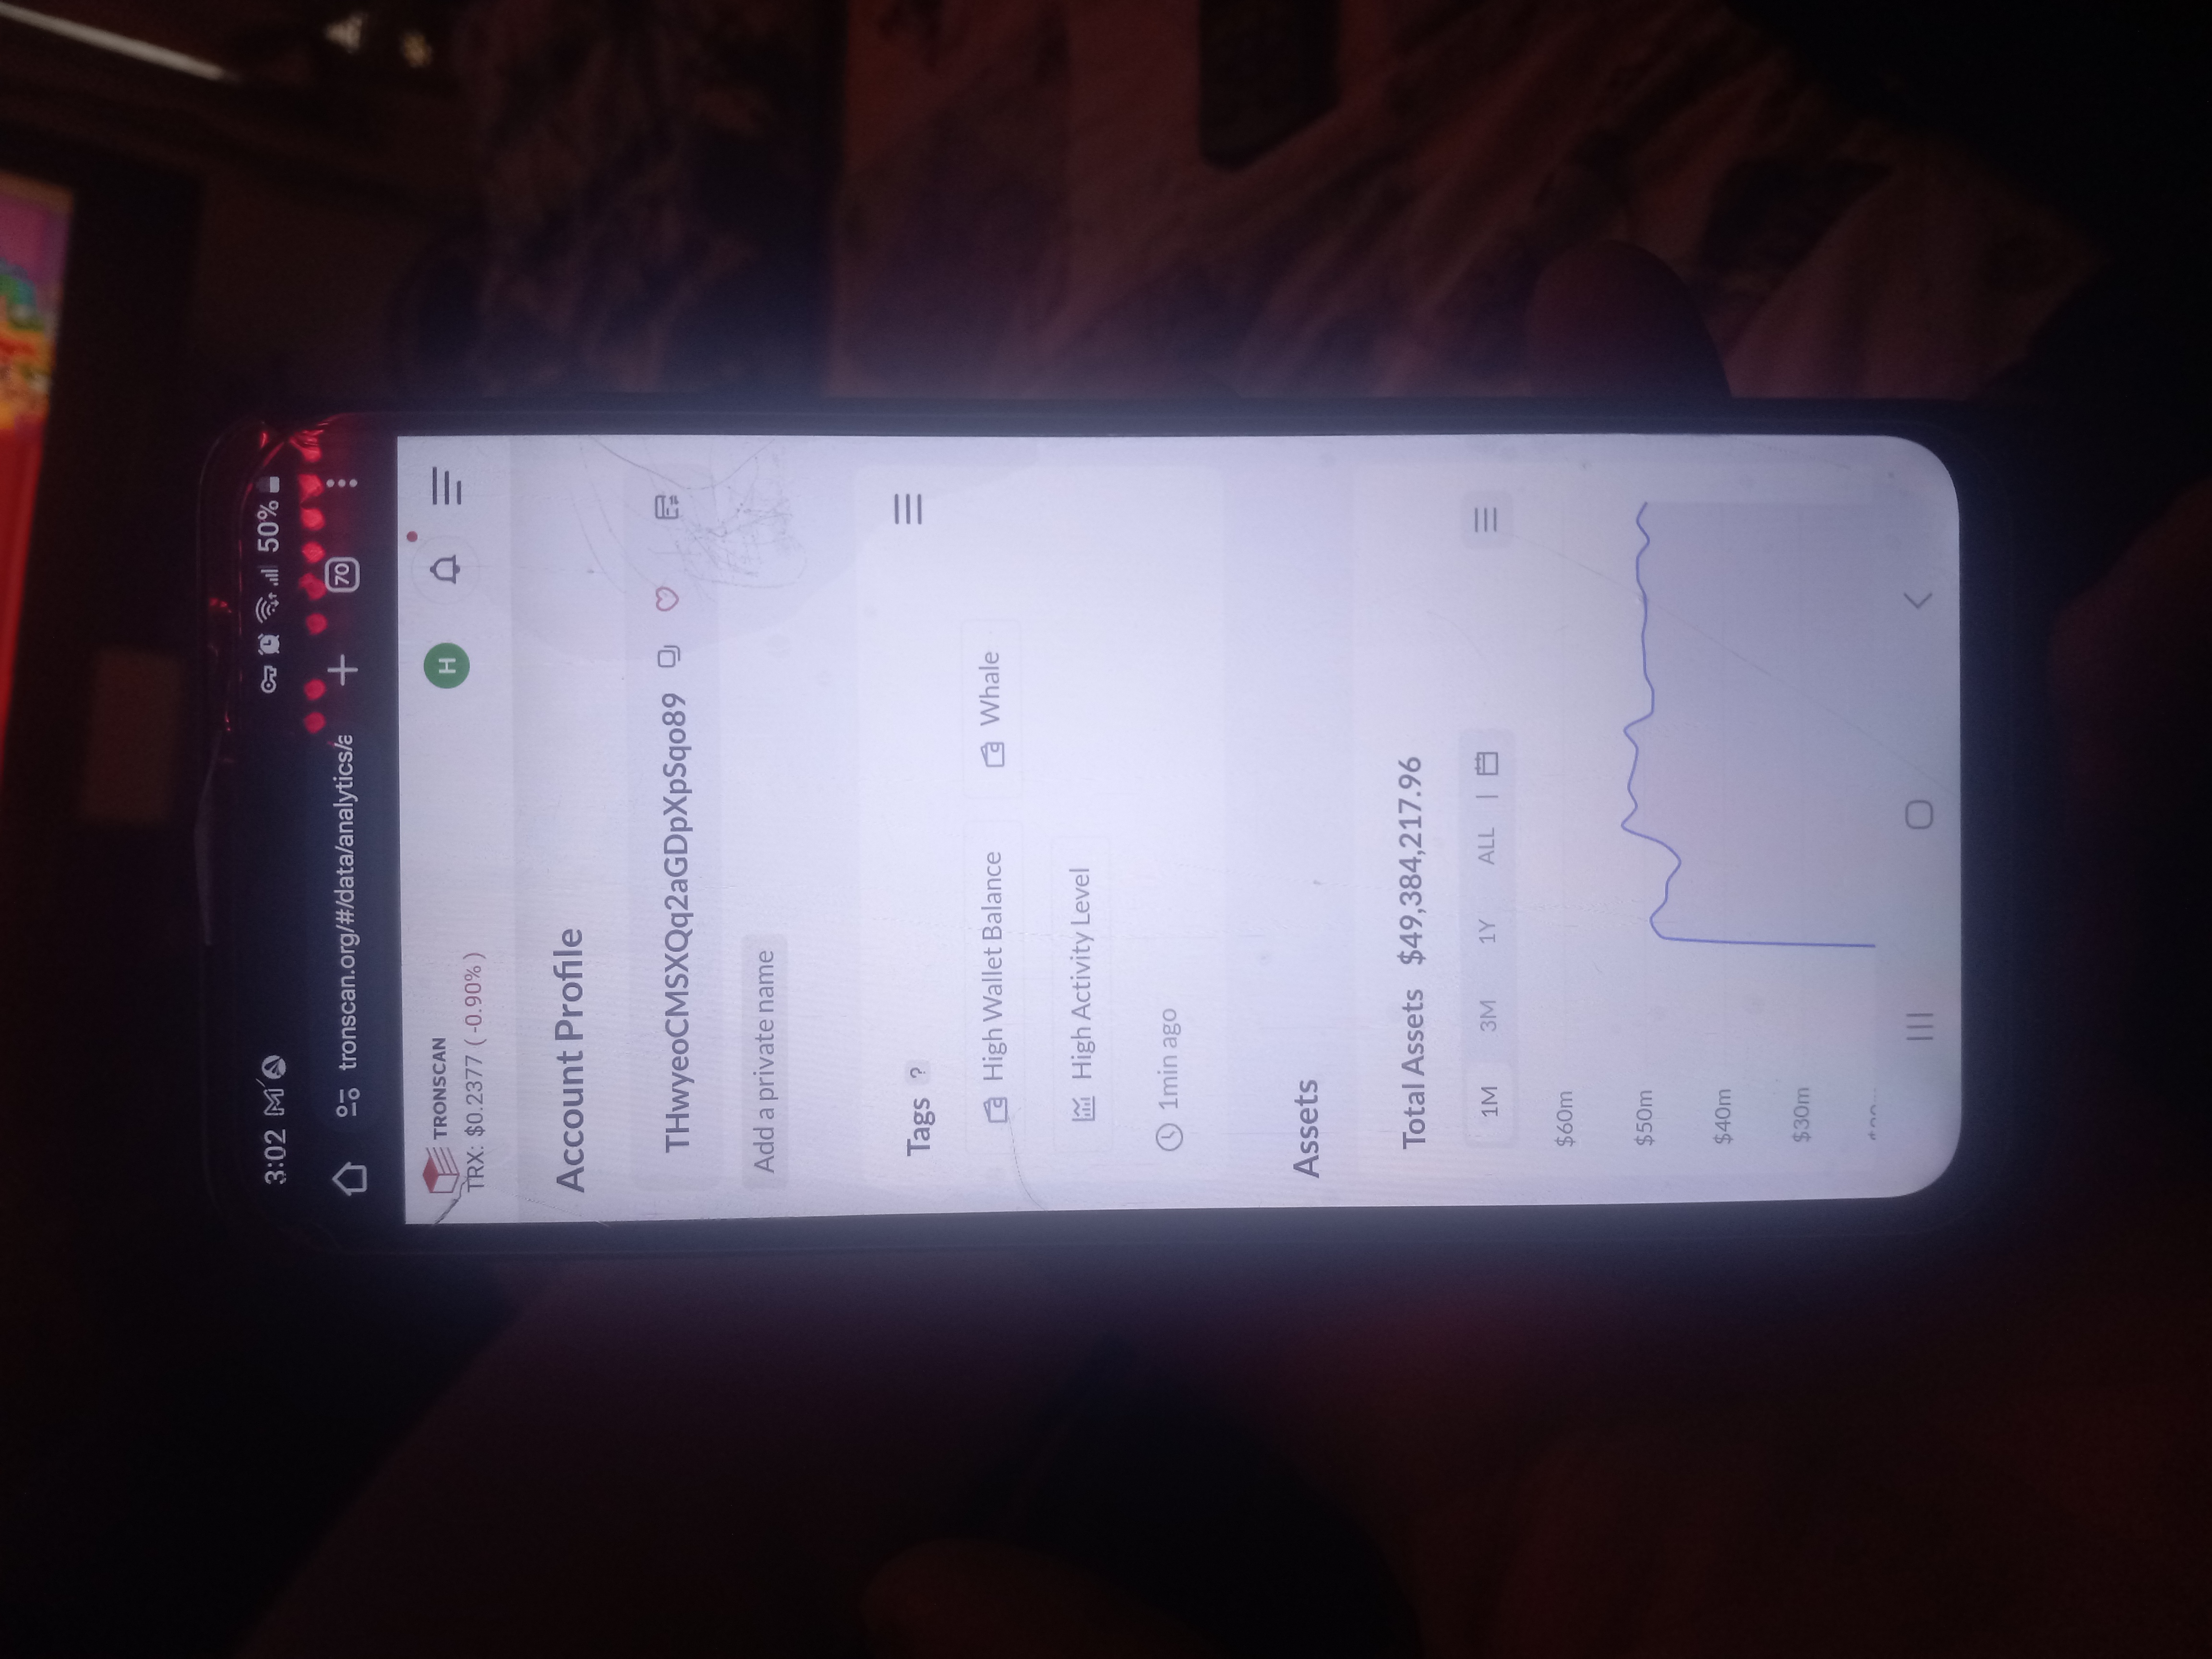 3:02 50%
tronscan.org/#/data/analytics/a 70
TRONSCAN
H
TRX: $0.2377 ( -0.90% )
Account Profile
THwyeoCMSXQq2aGDpXpSqo89
Add a private name
Tags ?
High Wallet Balance Whale
High Activity Level
1min ago
Assets
Total Assets $49,384,217.96
1M 3M 1Y ALL
$60m
$50m
$40m
$30m